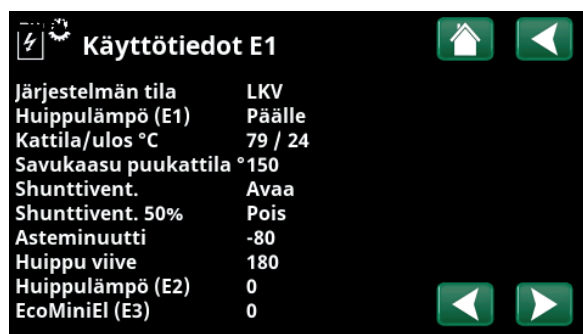 Käyttötiedot E1
Järjestelmän tila LKV
Huippulämpö (E1) Päälle
Kattila/ulos °C 79 / 24
Savukaasu puukattila °150
Shunttivent. Avaa
Shunttivent. 50% Pois
Asteminuutti -80
Huippu viive 180
Huippulämpö (E2) 0
EcoMiniEl (E3) 0